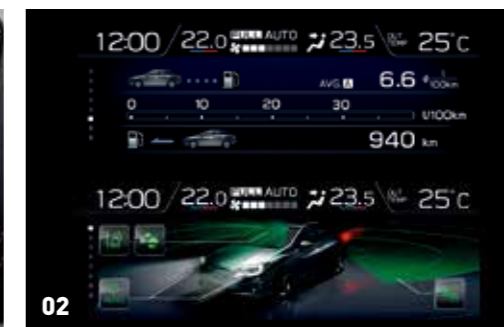 12:00 22.0 FULL AUTO 23.5 OUT TEMP 25°C
AVG. A 6.6 L/100km
0 10 20 30
L/100km
940 km
12:00 22.0 FULL AUTO 23.5 OUT TEMP 25°C
02